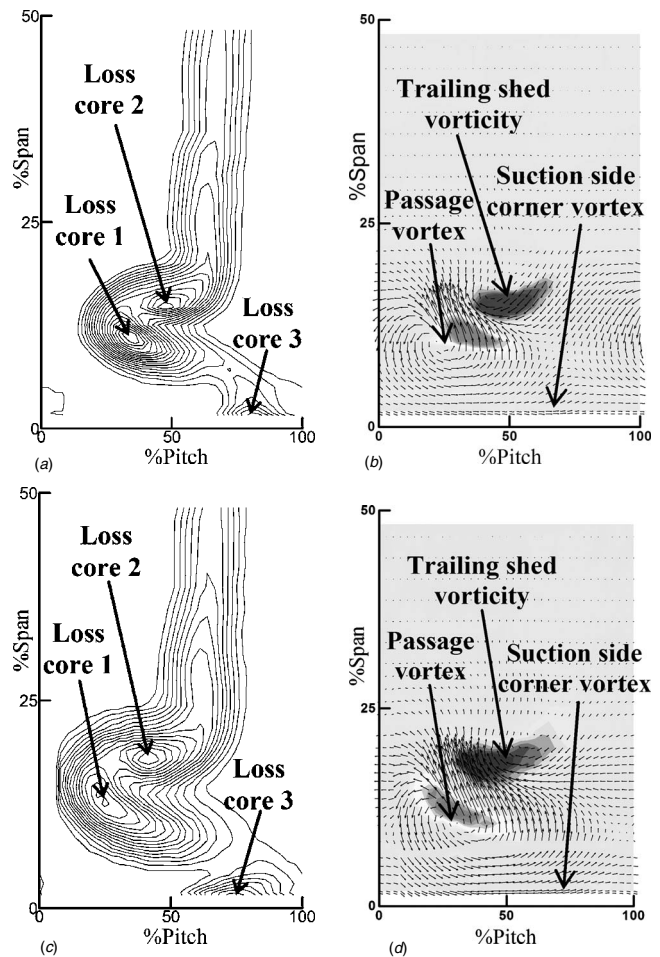 50
%Span
25
0
Loss
core 2
Loss
core 1
Loss
core 3
0
50
100
%Pitch
(a)
50
%Span
25
0
Trailing shed
vorticity
Suction side
corner vortex
Passage
vortex
0
50
100
%Pitch
(b)
50
%Span
25
0
Loss
core 2
Loss
core 1
Loss
core 3
0
50
100
%Pitch
(c)
50
%Span
25
0
Trailing shed
vorticity
Passage
vortex
Suction side
corner vortex
0
50
100
%Pitch
(d)